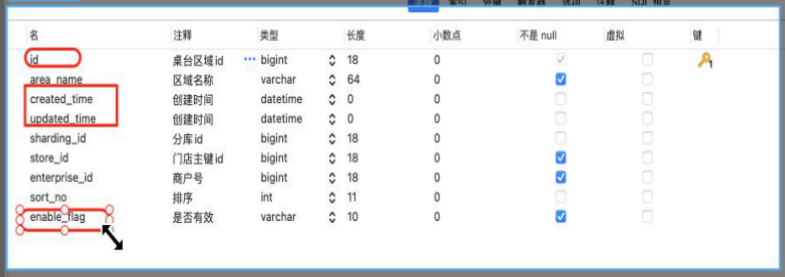 名 注释 类型 长度 小数点 不是 null 虚拟 键
id 桌台区域id ••• bigint 18 0 1
area_name 区域名称 varchar 64 0
created_time 创建时间 datetime 0 0
updated_time 创建时间 datetime 0 0
sharding_id 分库id bigint 18 0
store_id 门店主键id bigint 18 0
enterprise_id 商户号 bigint 18 0
sort_no 排序 int 11 0
enable_flag 是否有效 varchar 10 0